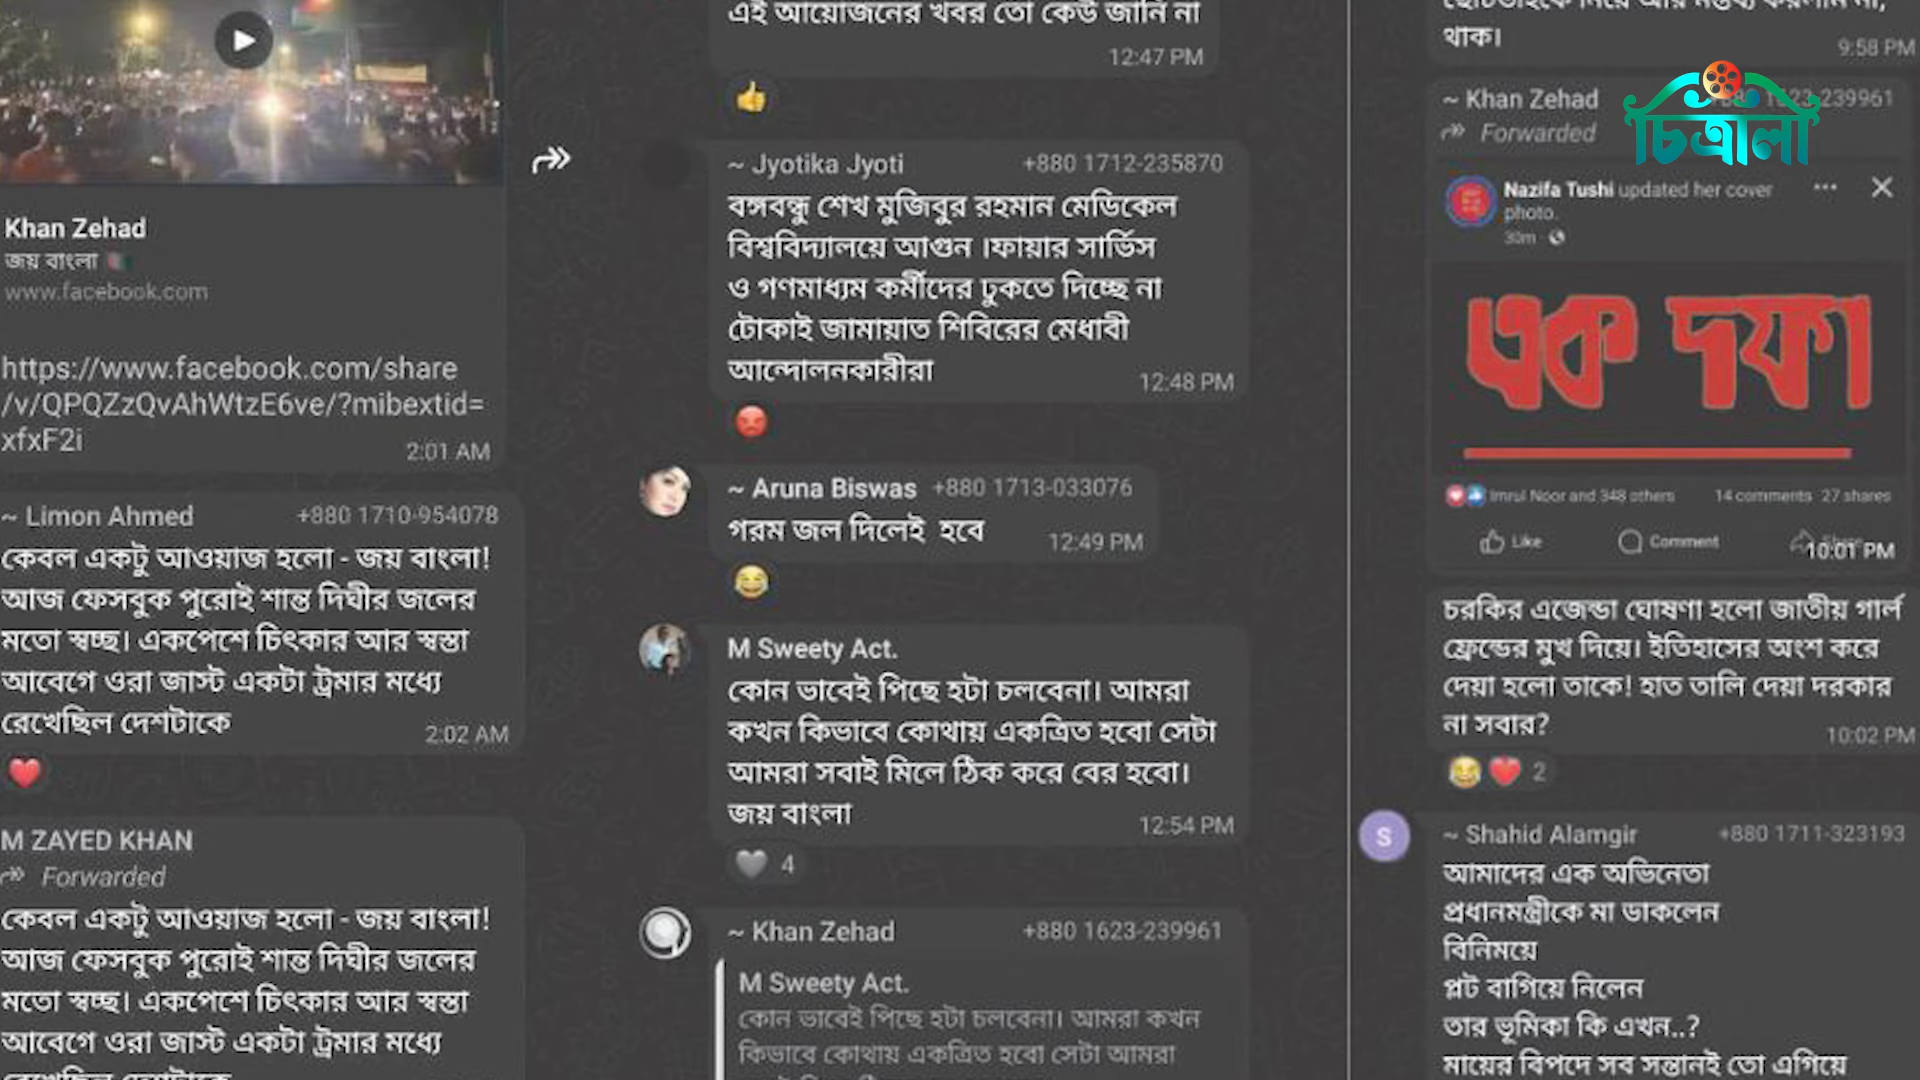 Khan Zehad
জয় বাংলা
www.facebook.com
https://www.facebook.com/share
/v/QPQZzQvAhWtzE6ve/?mibextid=
xfxF2i
2:01 AM
~ Limon Ahmed +880 1710-954078
কেবল একটু আওয়াজ হলো - জয় বাংলা!
আজ ফেসবুক পুরোই শান্ত দিঘীর জলের
মতো স্বচ্ছ। একপেশে চিৎকার আর স্বস্তা
আবেগে ওরা জাস্ট একটা ট্রমার মধ্যে
রেখেছিল দেশটাকে
2:02 AM
M ZAYED KHAN
Forwarded
কেবল একটু আওয়াজ হলো - জয় বাংলা!
আজ ফেসবুক পুরোই শান্ত দিঘীর জলের
মতো স্বচ্ছ। একপেশে চিৎকার আর স্বস্তা
আবেগে ওরা জাস্ট একটা ট্রমার মধ্যে
এই আয়োজনের খবর তো কেউ জানি না
12:47 PM
~ Jyotika Jyoti +880 1712-235870
বঙ্গবন্ধু শেখ মুজিবুর রহমান মেডিকেল
বিশ্ববিদ্যালয়ে আগুন ।ফায়ার সার্ভিস
ও গণমাধ্যম কর্মীদের ঢুকতে দিচ্ছে না
টোকাই জামায়াত শিবিরের মেধাবী
আন্দোলনকারীরা
12:48 PM
~ Aruna Biswas +880 1713-033076
গরম জল দিলেই হবে
12:49 PM
M Sweety Act.
কোন ভাবেই পিছে হটা চলবেনা। আমরা
কখন কিভাবে কোথায় একত্রিত হবো সেটা
আমরা সবাই মিলে ঠিক করে বের হবো।
জয় বাংলা
12:54 PM
4
~ Khan Zehad +880 1623-239961
M Sweety Act.
কোন ভাবেই পিছে হটা চলবেনা। আমরা কখন
কিভাবে কোথায় একত্রিত হবো সেটা আমরা
থাক।
9:58 PM
~ Khan Zehad
Forwarded
চিত্রালী
Nazifa Tushi updated her cover
photo.
30m
এক দফা
Imrul Noor and 348 others 14 comments 27 shares
Like Comment
10:01 PM
চরকির এজেন্ডা ঘোষণা হলো জাতীয় গার্ল
ফ্রেন্ডের মুখ দিয়ে। ইতিহাসের অংশ করে
দেয়া হলো তাকে! হাত তালি দেয়া দরকার
না সবার?
10:02 PM
2
S
~ Shahid Alamgir +880 1711-323193
আমাদের এক অভিনেতা
প্রধানমন্ত্রীকে মা ডাকলেন
বিনিময়ে
প্লট বাগিয়ে নিলেন
তার ভূমিকা কি এখন..?
মায়ের বিপদে সব সন্তানই তো এগিয়ে